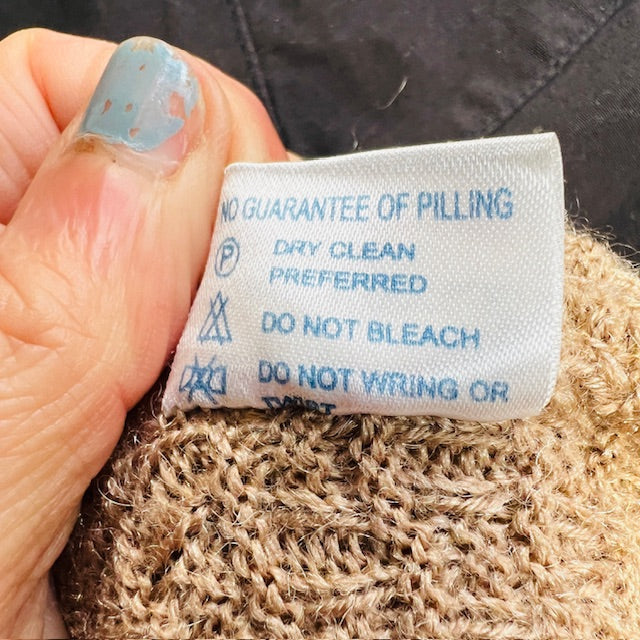 NO GUARANTEE OF PILLING
P DRY CLEAN
PREFERRED
DO NOT BLEACH
DO NOT WRING OR